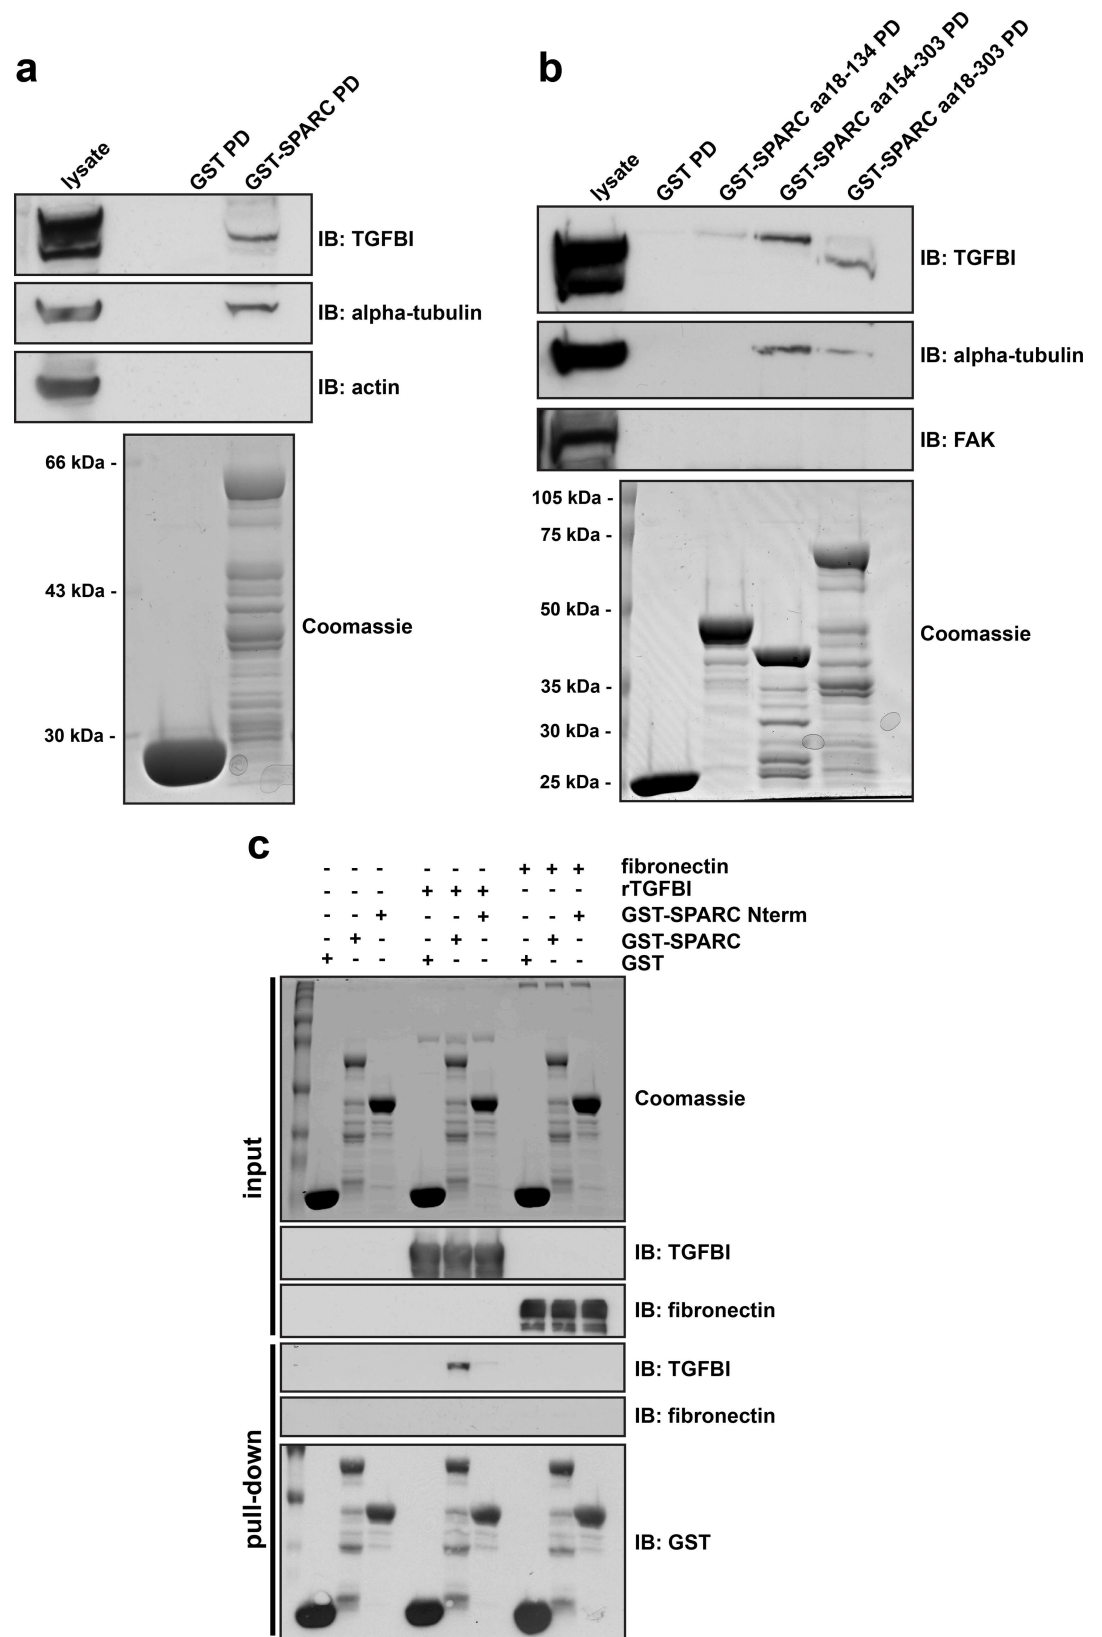 a
lysate
GST PD
GST-SPARC PD
IB: TGFBI
IB: alpha-tubulin
IB: actin
66 kDa -
43 kDa -
30 kDa -
Coomassie
b
lysate
GST PD
GST-SPARC aa18-134 PD
GST-SPARC aa154-303 PD
GST-SPARC aa18-303 PD
IB: TGFBI
IB: alpha-tubulin
IB: FAK
105 kDa -
75 kDa -
50 kDa -
35 kDa -
30 kDa -
25 kDa -
Coomassie
c
- - - - - - + + + fibronectin
- - - + + + - - - rTGFBI
- - + - - + - - + GST-SPARC Nterm
- + - - + - - + - GST-SPARC
+ - - + - - + - - GST
input
Coomassie
IB: TGFBI
IB: fibronectin
pull-down
IB: TGFBI
IB: fibronectin
IB: GST